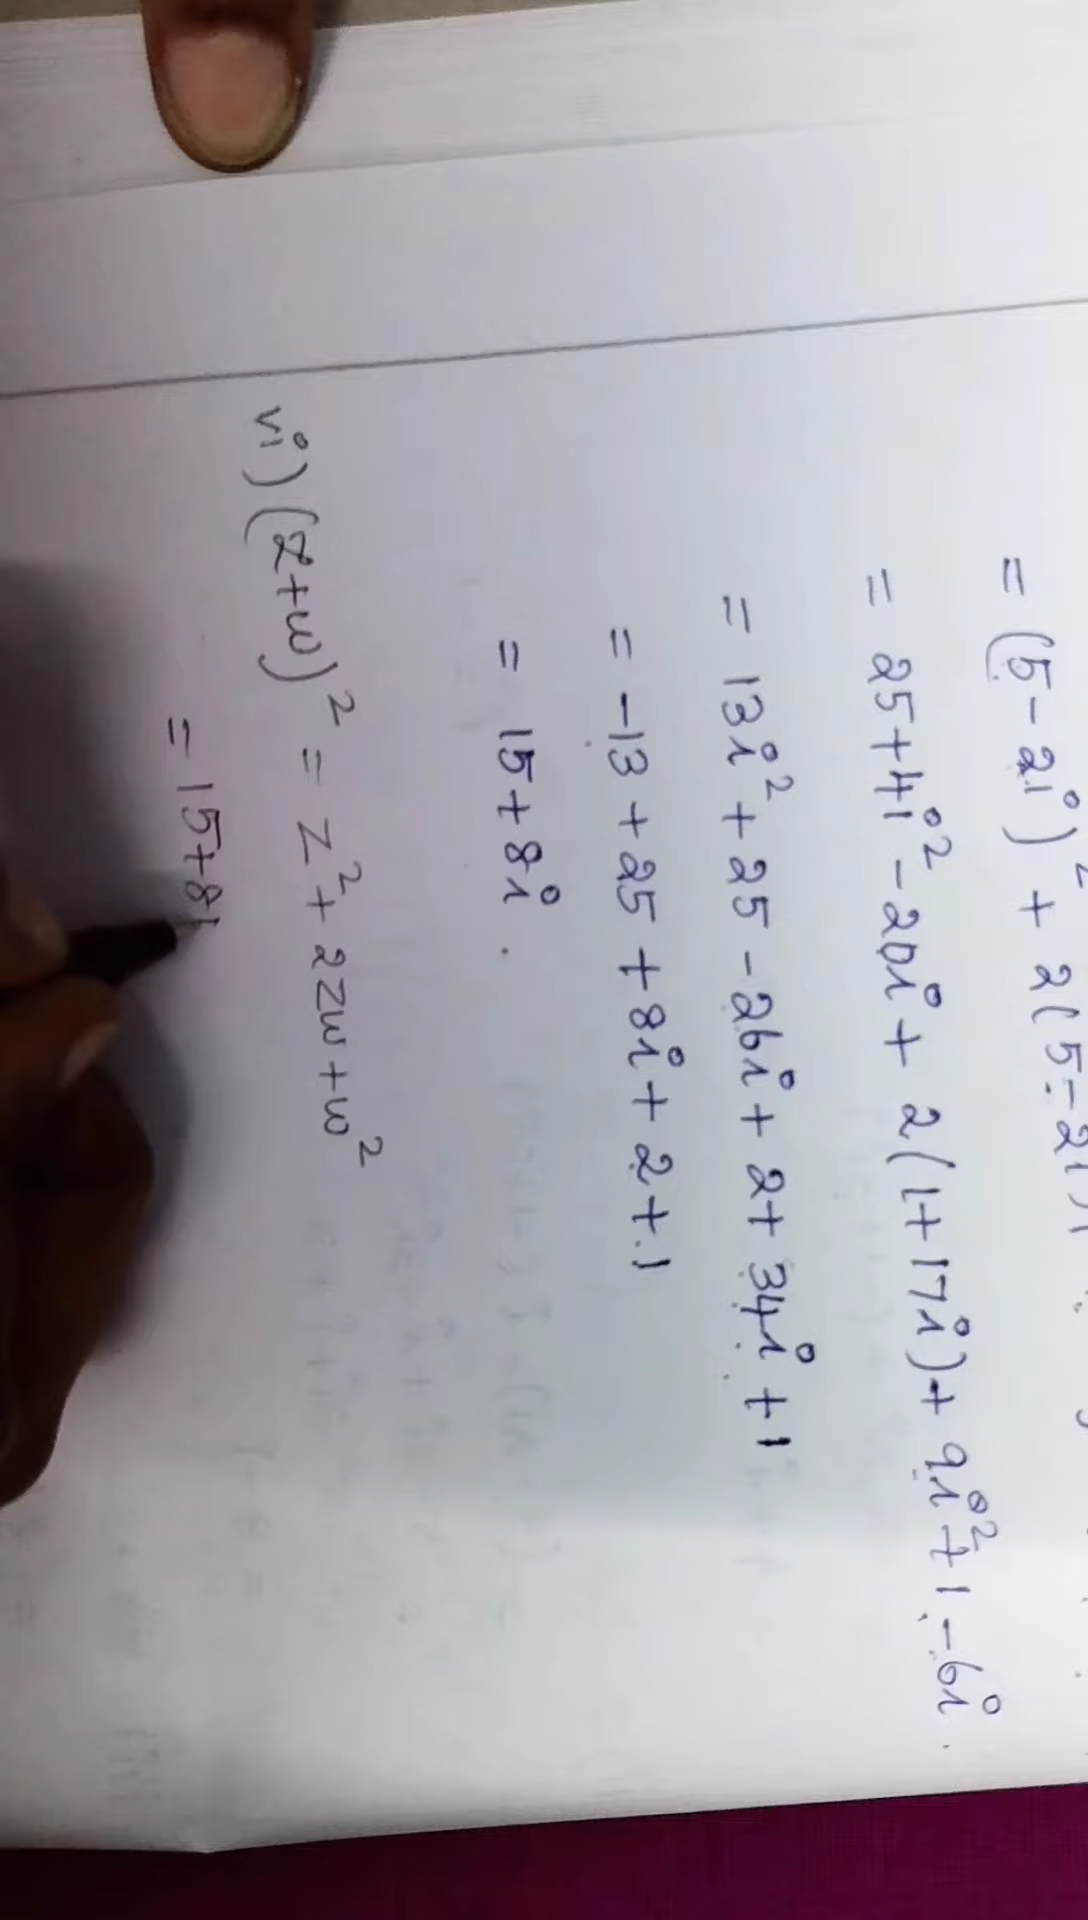 = (5-2i)² + 2(5-2i)
= 25+4i²-20i+ 2(1+17i)+ 9i²+1-6i.
= 13i²+25-26i+2+34i+1
= -13+25+8i+2+1
= 15+8i.
vi) (z+w)² = z²+2zw+w²
= 15+8i